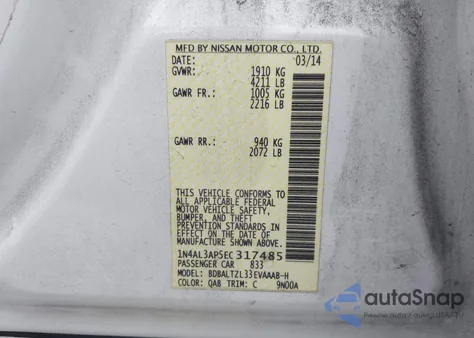 MFD BY NISSAN MOTOR CO., LTD.
DATE: 03/14
GVWR: 1910 KG
4211 LB
GAWR FR.: 1005 KG
2216 LB
GAWR RR.: 940 KG
2072 LB
THIS VEHICLE CONFORMS TO
ALL APPLICABLE FEDERAL
MOTOR VEHICLE SAFETY,
BUMPER, AND THEFT
PREVENTION STANDARDS
IN EFFECT ON THE DATE OF
MANUFACTURE SHOWN ABOVE.
1N4AL3AP5EC317485
PASSENGER CAR 833
MODEL: BDBALTZL33EVAAAB-H
COLOR: QAB TRIM: C 9N00A
autoSnap
Powered by AutoBidMaster